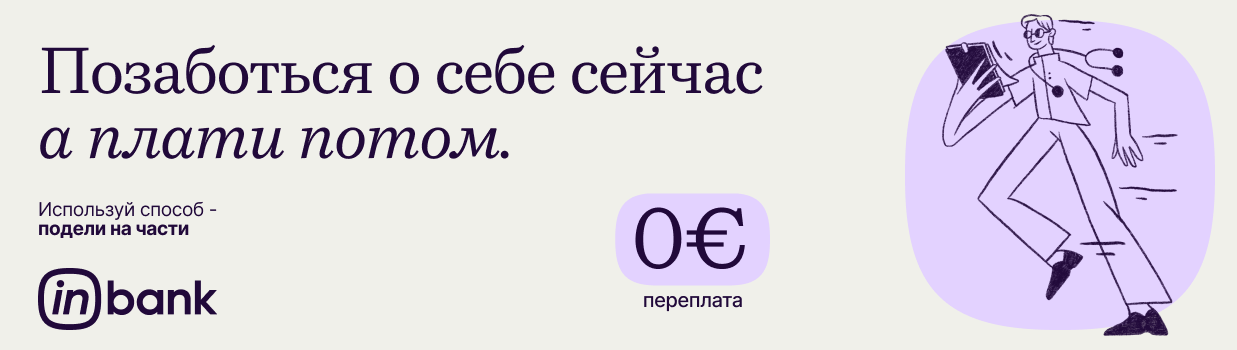 Позаботься о себе сейчас
а плати потом.
Используй способ -
подели на части
inbank
0€
переплата